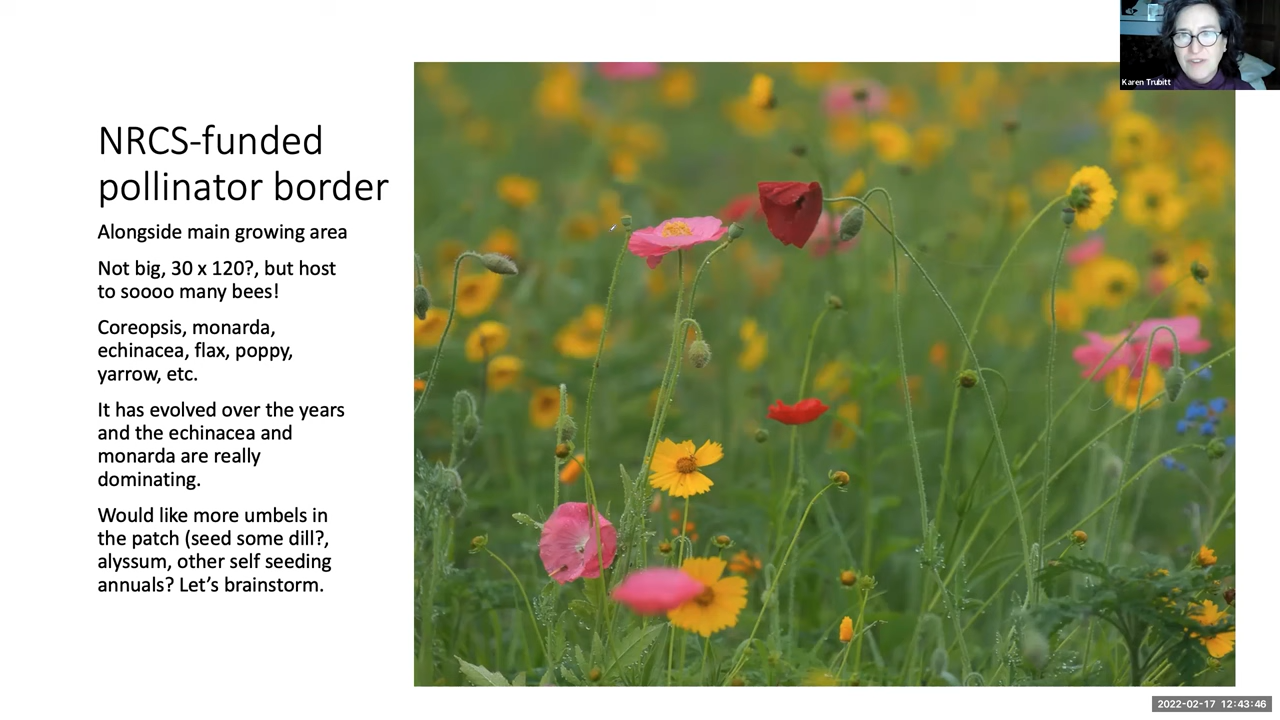 Karen Trubitt
NRCS-funded
pollinator border
Alongside main growing area
Not big, 30 x 120?, but host
to soooo many bees!
Coreopsis, monarda,
echinacea, flax, poppy,
yarrow, etc.
It has evolved over the years
and the echinacea and
monarda are really
dominating.
Would like more umbels in
the patch (seed some dill?,
alyssum, other self seeding
annuals? Let’s brainstorm.
2022-02-17 12:43:46